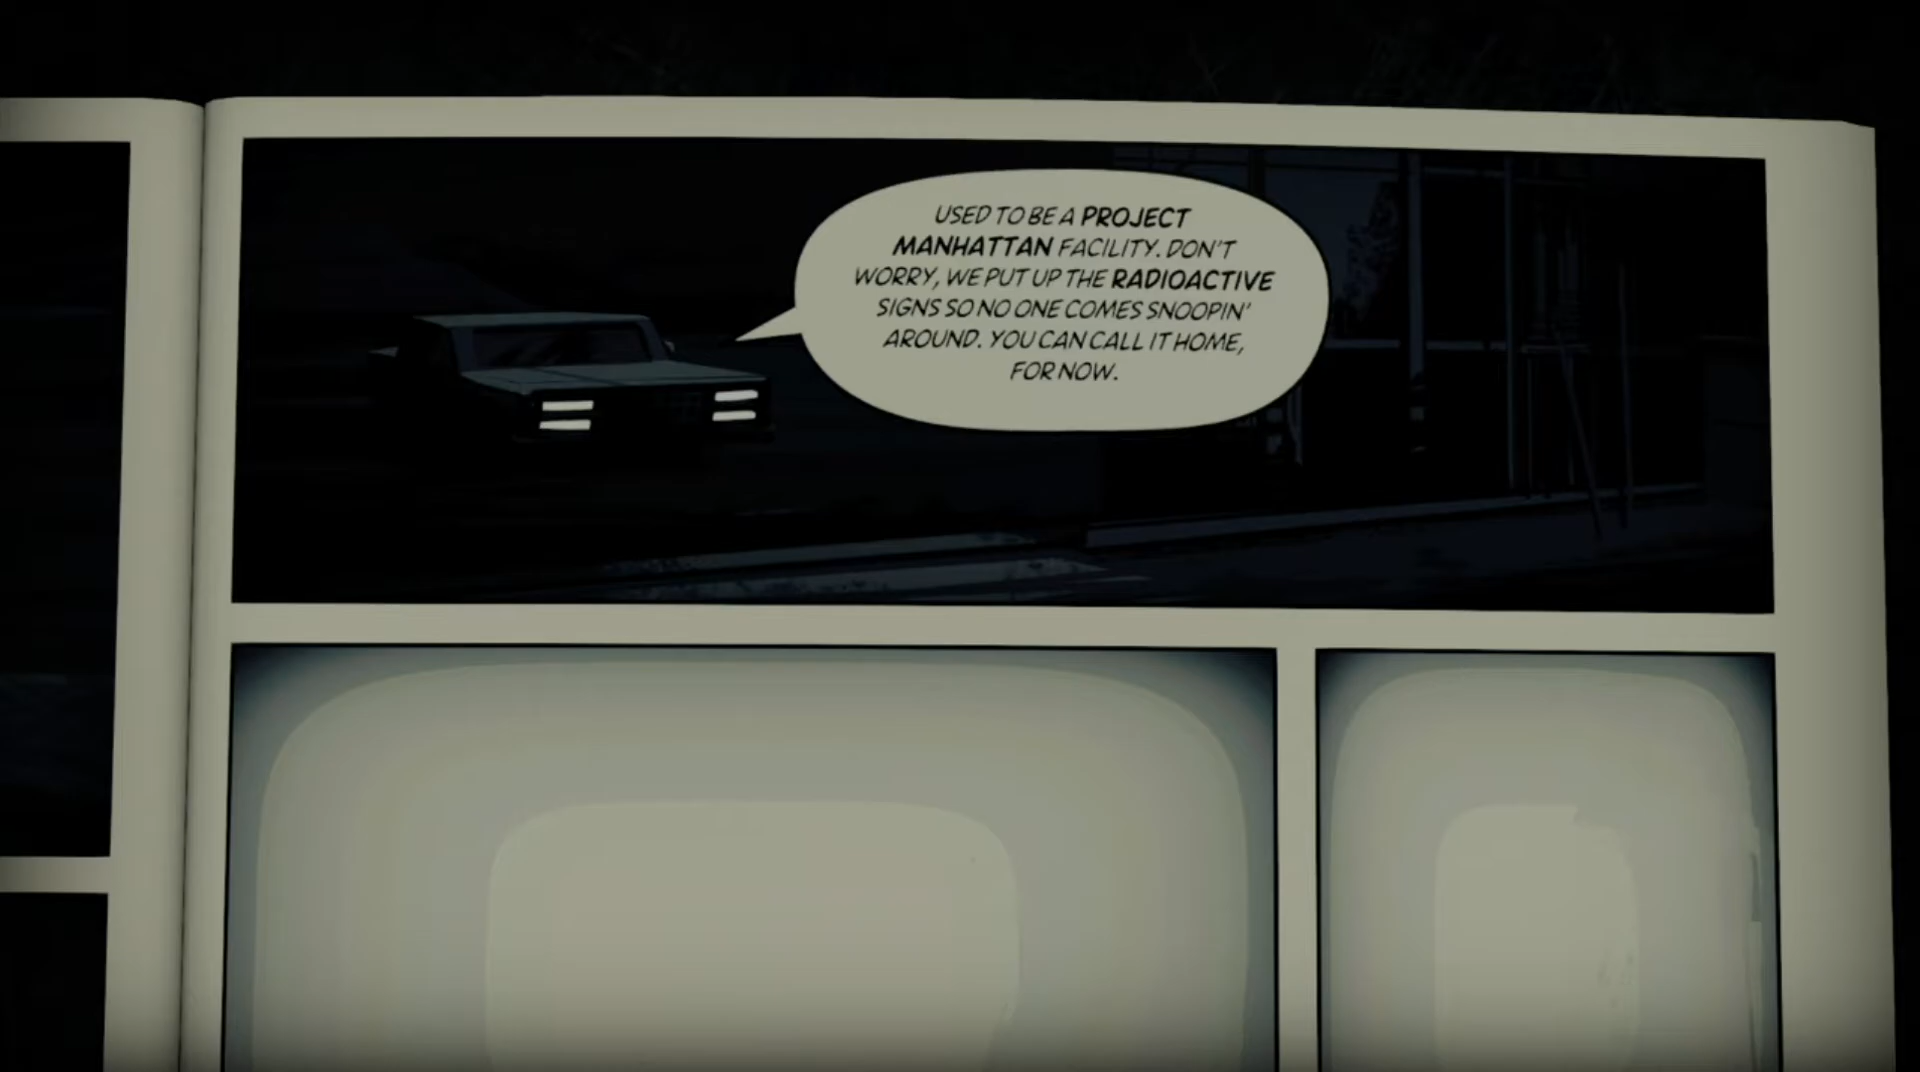 USED TO BE A PROJECT
MANHATTAN FACILITY. DON'T
WORRY, WE PUT UP THE RADIOACTIVE
SIGNS SO NO ONE COMES SNOOPIN'
AROUND. YOU CAN CALL IT HOME,
FOR NOW.